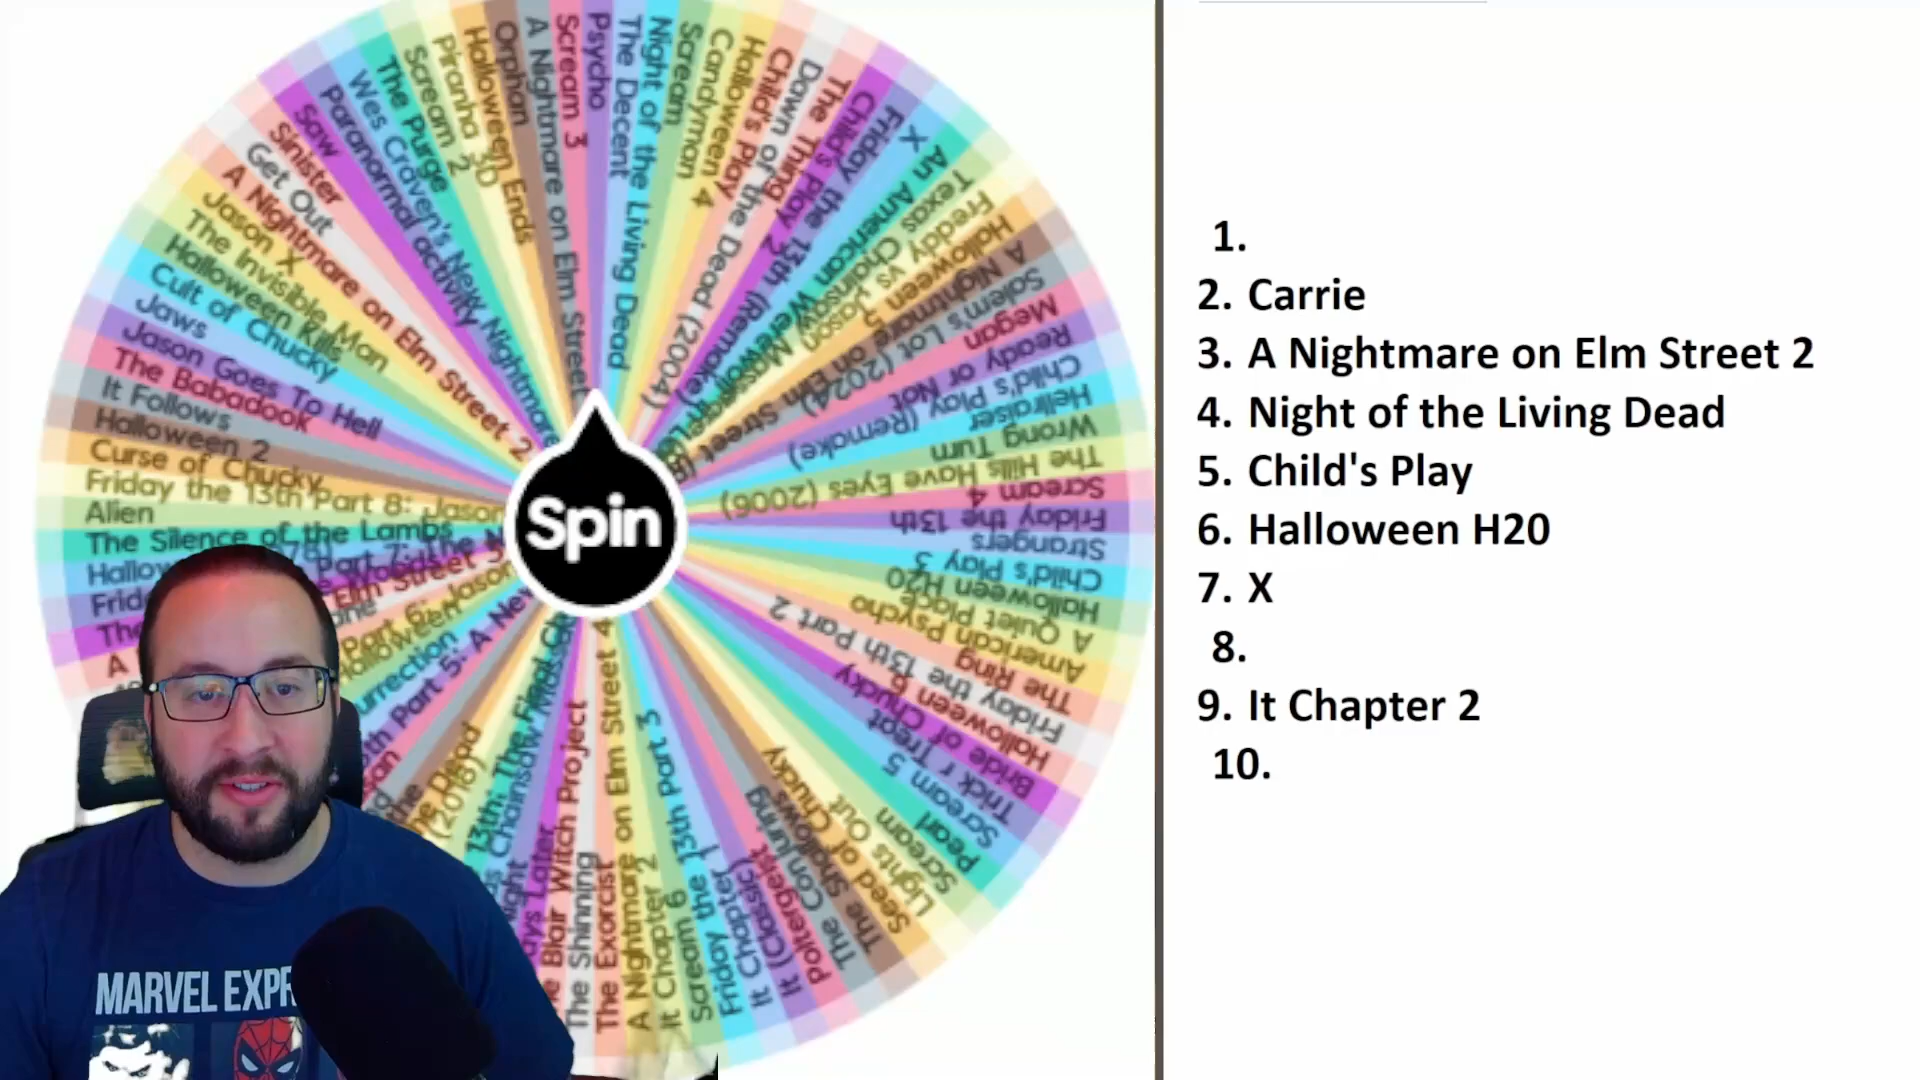 Psycho
The Decent
Night of the Living Dead
Scream
Candyman
Halloween 4
Child's Play
Dawn of the Dead (2004)
The Thing
Child's Play 2
Friday the 13th (Remake)
X
An American Werewolf
Texas Chainsaw
Freddy vs Jason
Halloween 5
A Nightmare on Elm Street
Salem's Lot (2024)
Megan
Ready or Not
Child's Play (Remake)
Hellraiser
Wrong Turn
The Hills Have Eyes (2006)
Scream 4
Friday the 13th
Strangers
Child's Play 3
Halloween H20
A Quiet Place
American Psycho
The Ring
Friday the 13th Part 2
Halloween 6
Bride of Chucky
Trick r Treat
Scream 5
Pearl
Scream
Lights Out
Seed of Chucky
The Shallows
The Conjuring
Poltergeist
It (Classic)
It Chapter 1
Friday the 13th Part 3
Scream 6
It Chapter 2
A Nightmare on Elm Street 4
The Exorcist
The Shinning
Blair Witch Project
The Silence of the Lambs
Alien
Friday the 13th Part 8: Jason
Curse of Chucky
Halloween 2
It Follows
The Babadook
Jason Goes To Hell
Jaws
Cult of Chucky
Halloween Kills
The Invisible Man
Jason X
A Nightmare on Elm Street 2
Get Out
Sinister
Saw
Paranormal activity
Wes Craven's New Nightmare
The Purge
Scream 2
Piranha 3D
Halloween Ends
Orphan
A Nightmare on Elm Street
Scream 3
Spin
MARVEL
1.
2. Carrie
3. A Nightmare on Elm Street 2
4. Night of the Living Dead
5. Child's Play
6. Halloween H20
7. X
8.
9. It Chapter 2
10.